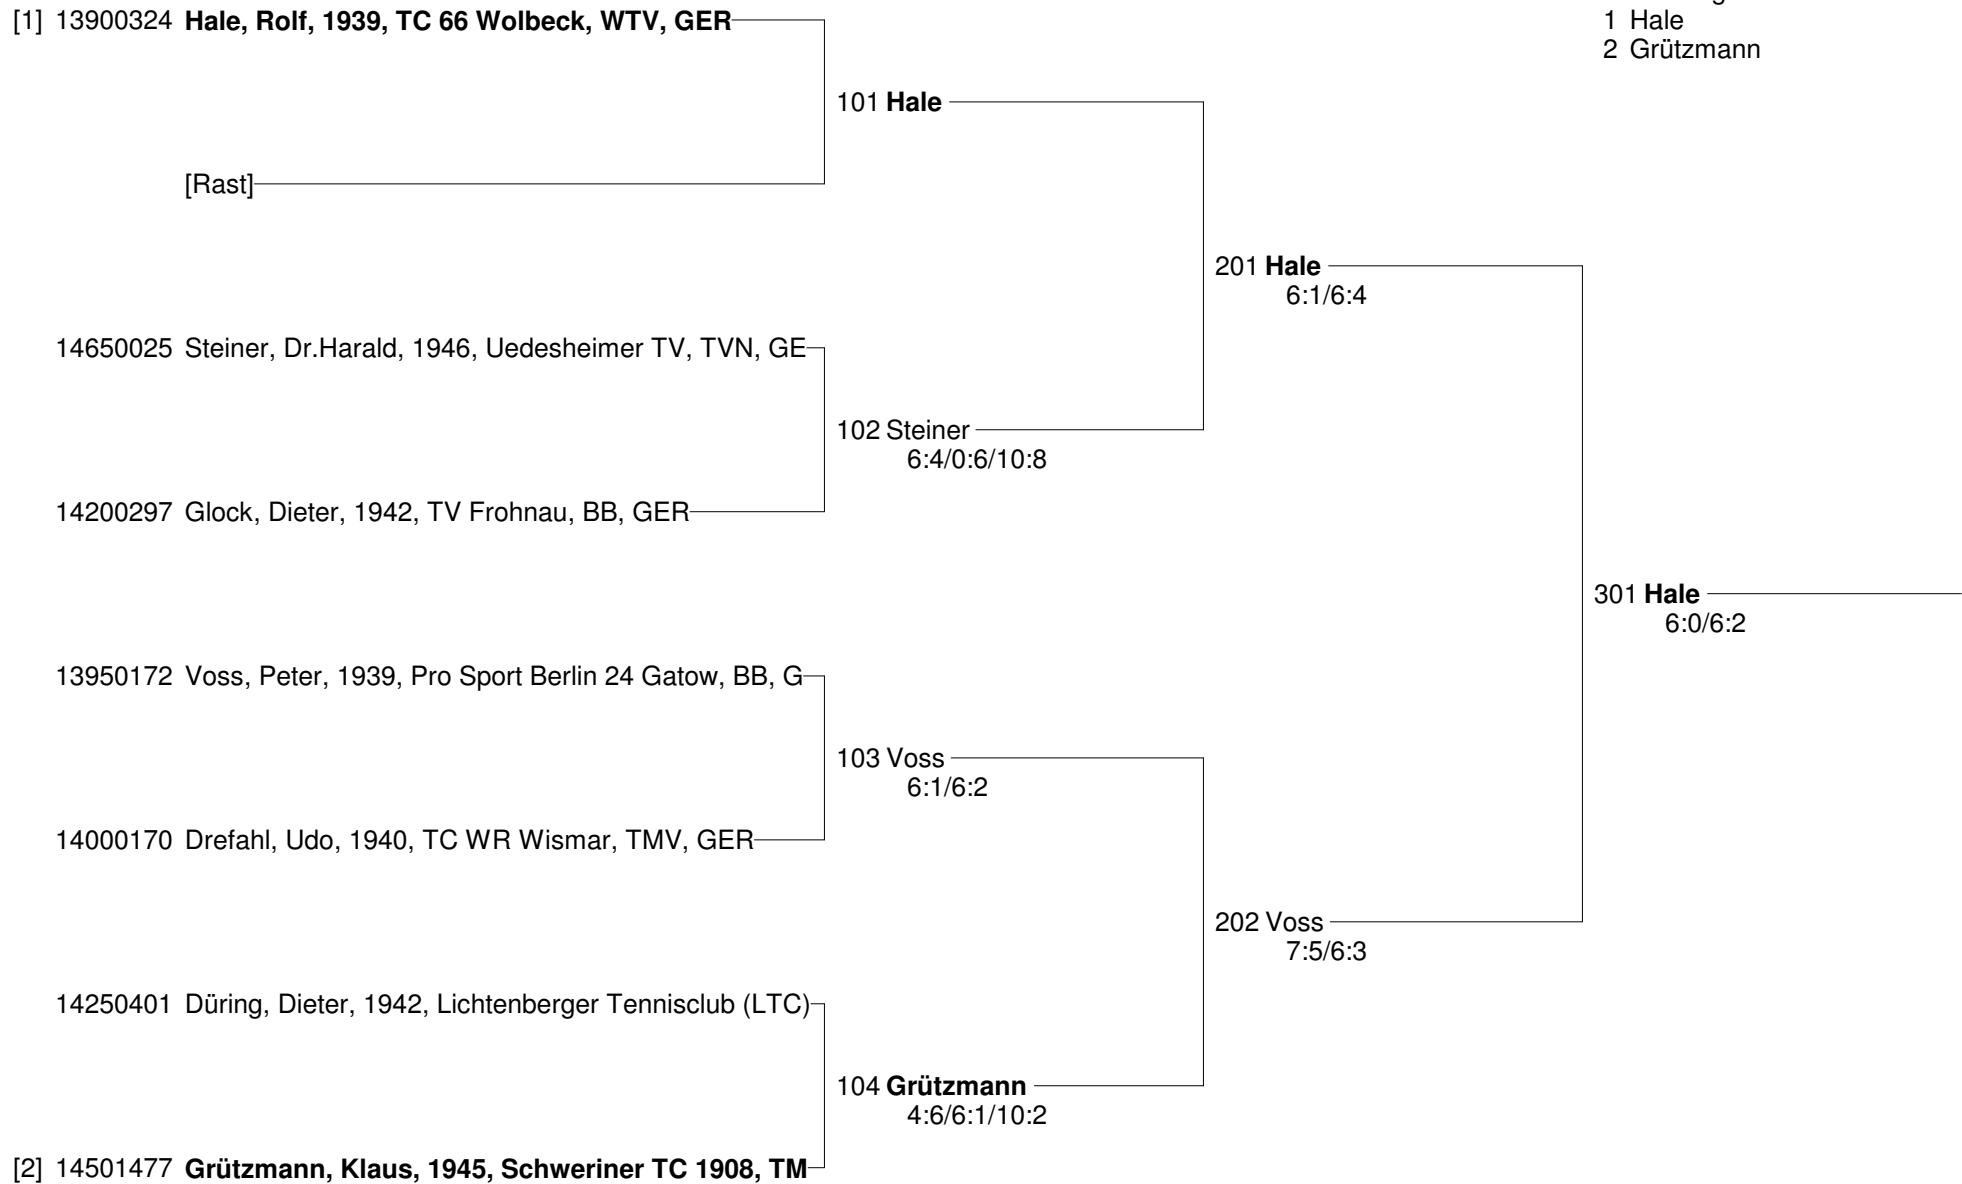 [1] 13900324 Hale, Rolf, 1939, TC 66 Wolbeck, WTV, GER
1 Hale
2 Grützmann
101 Hale
[Rast]
201 Hale
6:1/6:4
14650025 Steiner, Dr.Harald, 1946, Uedesheimer TV, TVN, GE
102 Steiner
6:4/0:6/10:8
14200297 Glock, Dieter, 1942, TV Frohnau, BB, GER
301 Hale
6:0/6:2
13950172 Voss, Peter, 1939, Pro Sport Berlin 24 Gatow, BB, G
103 Voss
6:1/6:2
14000170 Drefahl, Udo, 1940, TC WR Wismar, TMV, GER
202 Voss
7:5/6:3
14250401 Düring, Dieter, 1942, Lichtenberger Tennisclub (LTC)
104 Grützmann
4:6/6:1/10:2
[2] 14501477 Grützmann, Klaus, 1945, Schweriner TC 1908, TM